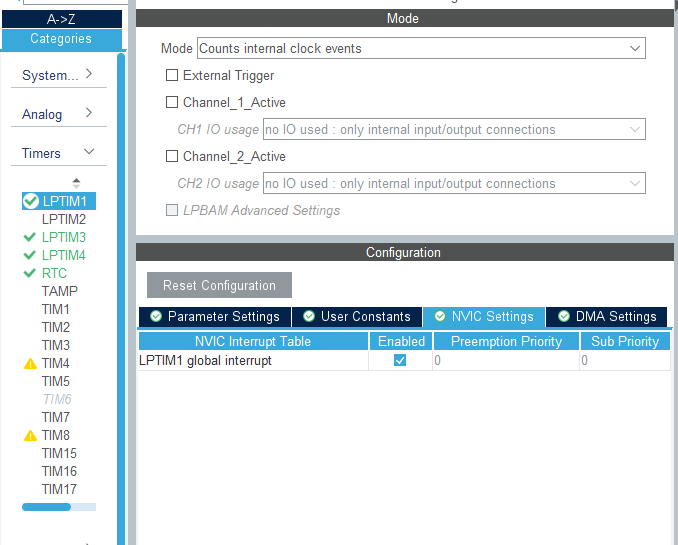 A->Z
Categories
System...
Analog
Timers
LPTIM1
LPTIM2
LPTIM3
LPTIM4
RTC
TAMP
TIM1
TIM2
TIM3
TIM4
TIM5
TIM6
TIM7
TIM8
TIM15
TIM16
TIM17
Mode
Mode Counts internal clock events
External Trigger
Channel_1_Active
CH1 IO usage no IO used : only internal input/output connections
Channel_2_Active
CH2 IO usage no IO used : only internal input/output connections
LPBAM Advanced Settings
Configuration
Reset Configuration
Parameter Settings User Constants NVIC Settings DMA Settings
NVIC Interrupt Table Enabled Preemption Priority Sub Priority
LPTIM1 global interrupt 0 0